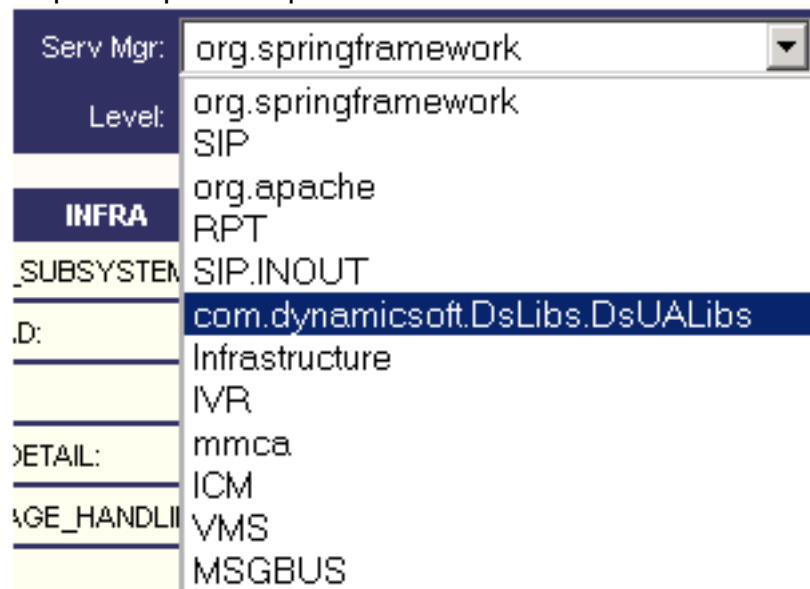 Serv Mgr: org.springframework
Level: org.springframework
SIP
org.apache
INFRA RPT
_SUBSYSTEM SIP.INOUT
com.dynamicsoft.DsLibs.DsUALibs
.D:
Infrastructure
IVR
DETAIL: mmca
ICM
AGE_HANDLI VMS
MSGBUS